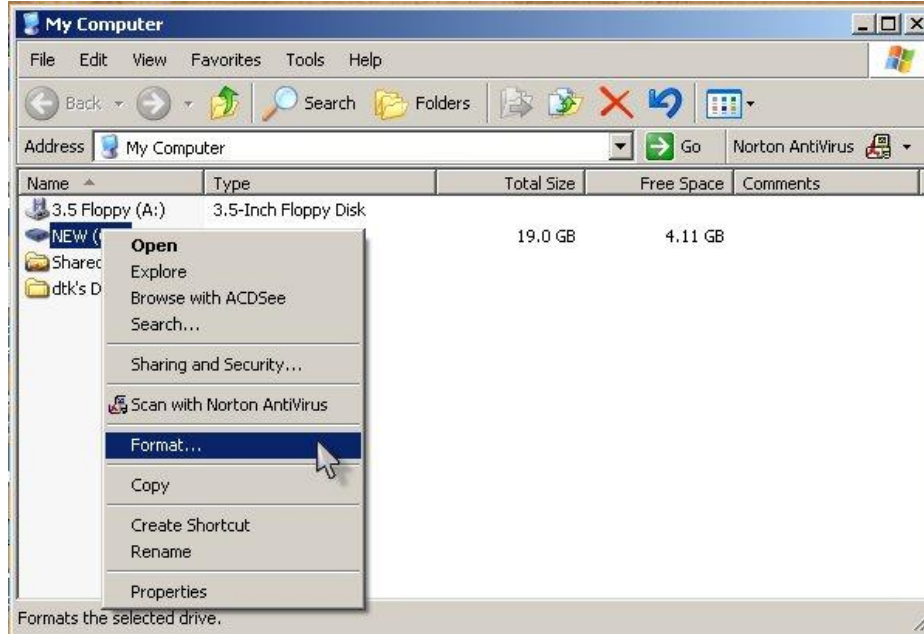 My Computer
File Edit View Favorites Tools Help
Back Search Folders
Address My Computer Go Norton AntiVirus
Name Type Total Size Free Space Comments
3.5 Floppy (A:) 3.5-Inch Floppy Disk
NEW ( 19.0 GB 4.11 GB
Shared
dtk's D
Open
Explore
Browse with ACDSee
Search...
Sharing and Security...
Scan with Norton AntiVirus
Format...
Copy
Create Shortcut
Rename
Properties
Formats the selected drive.